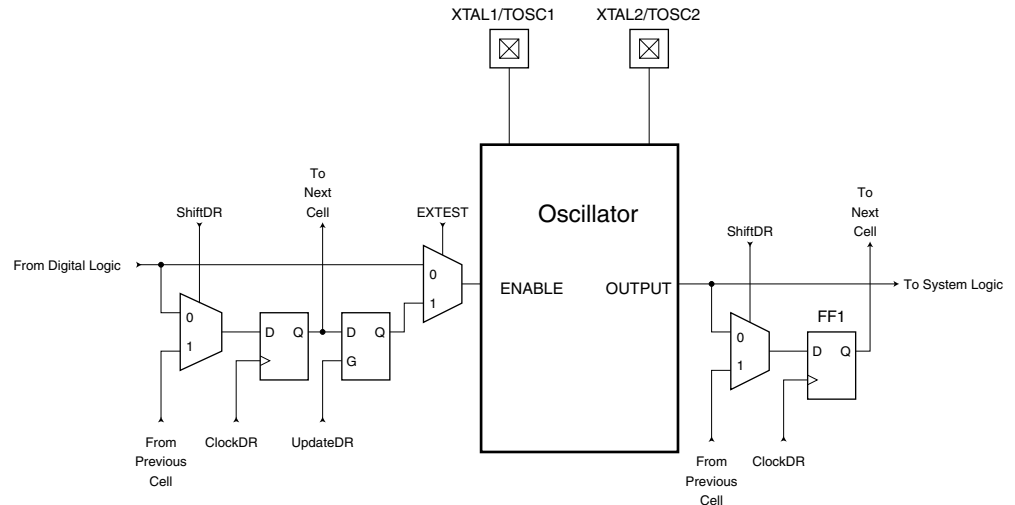 XTAL1/TOSC1
XTAL2/TOSC2
To
Next
Cell
ShiftDR
EXTEST
Oscillator
To
Next
Cell
ShiftDR
From Digital Logic
0
1
ENABLE
OUTPUT
To System Logic
0
1
D
Q
D
Q
G
FF1
0
1
D
Q
From
Previous
Cell
ClockDR
UpdateDR
From
Previous
Cell
ClockDR